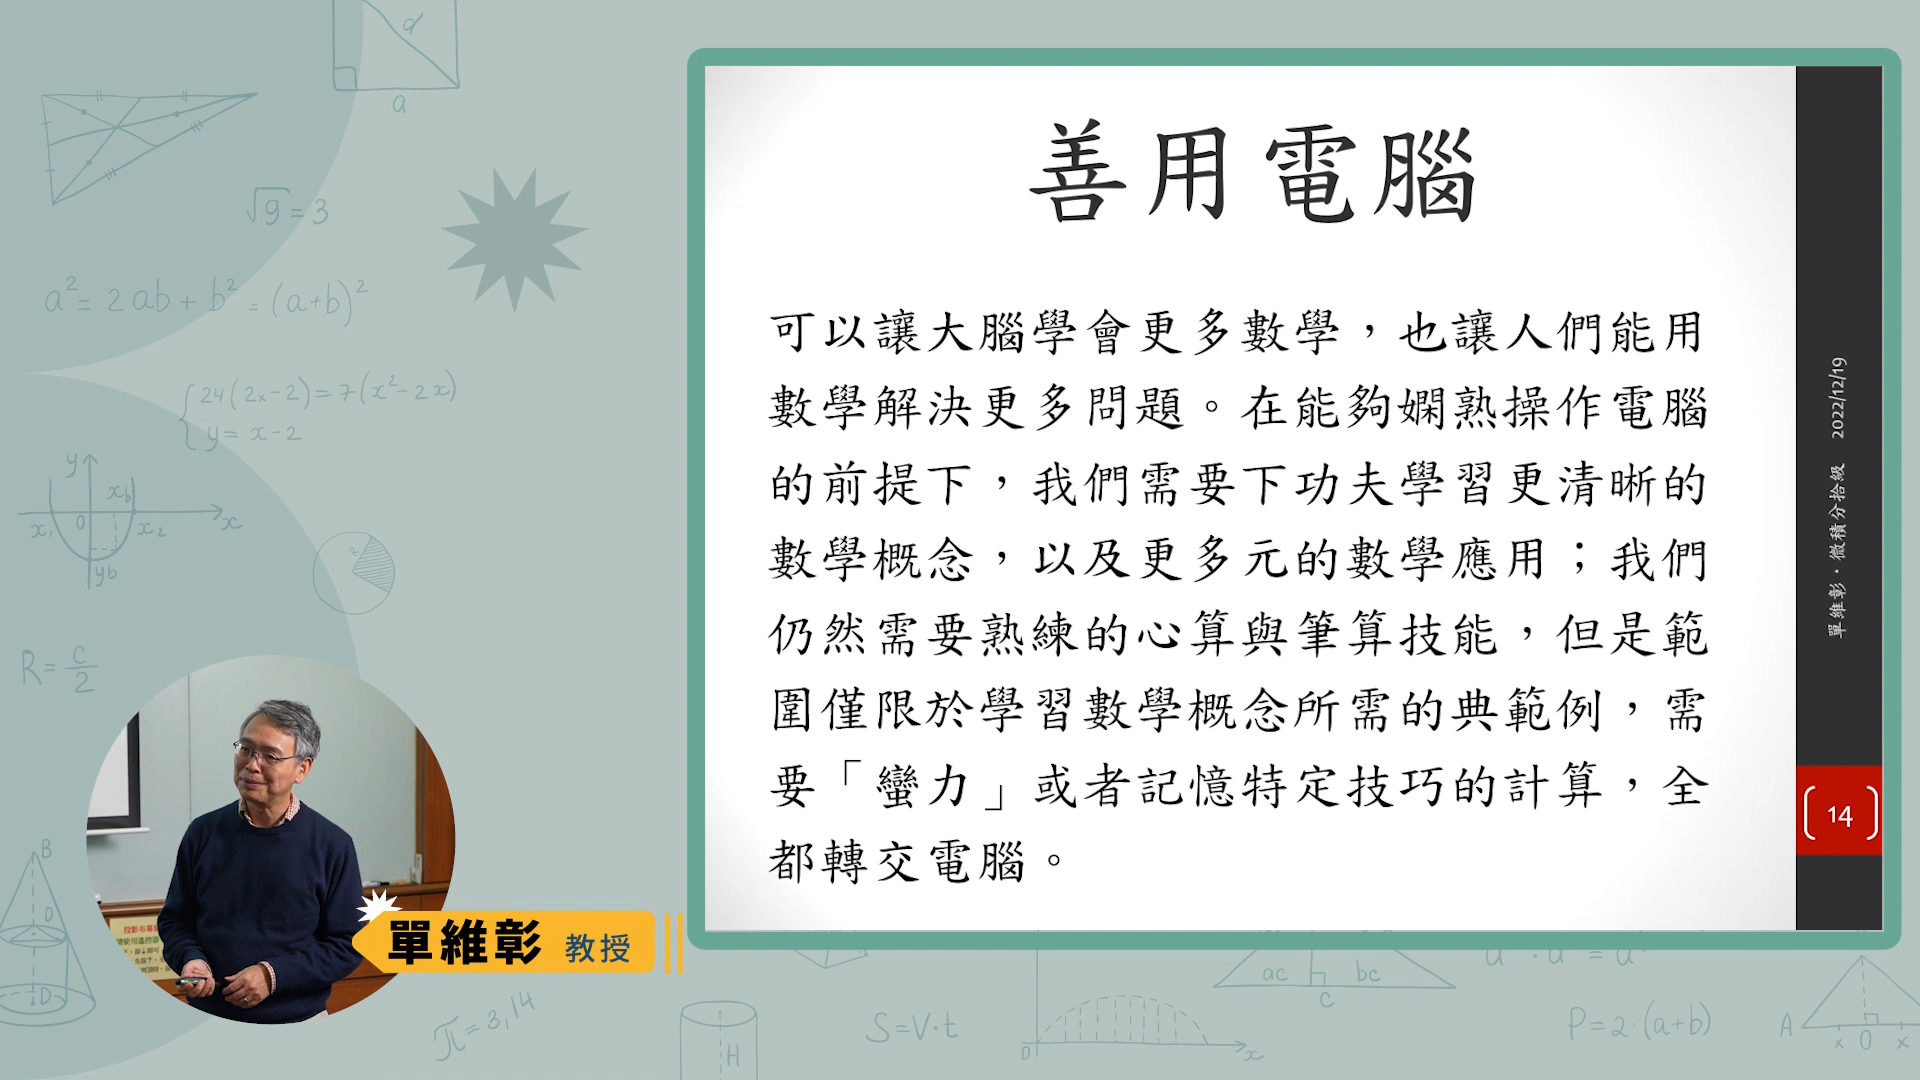 善用電腦
可以讓大腦學會更多數學，也讓人們能用
數學解決更多問題。在能夠嫻熟操作電腦
的前提下，我們需要下功夫學習更清晰的
數學概念，以及更多元的數學應用；我們
仍然需要熟練的心算與筆算技能，但是範
圍僅限於學習數學概念所需的典範例，需
要「蠻力」或者記憶特定技巧的計算，全
都轉交電腦。
單維彰・微積分拾級 2022/12/19
14
單維彰 教授
a
√9=3
a²=2ab+b²=(a+b)²
24(2x-2)=7(x²-2x)
y=x-2
y
x
0
x₁
x₂
xb
yb
R=c/2
B
D
D
π=3,14
H
S=V·t
0
x
ac
bc
c
P=2·(a+b)
A
x
O
x